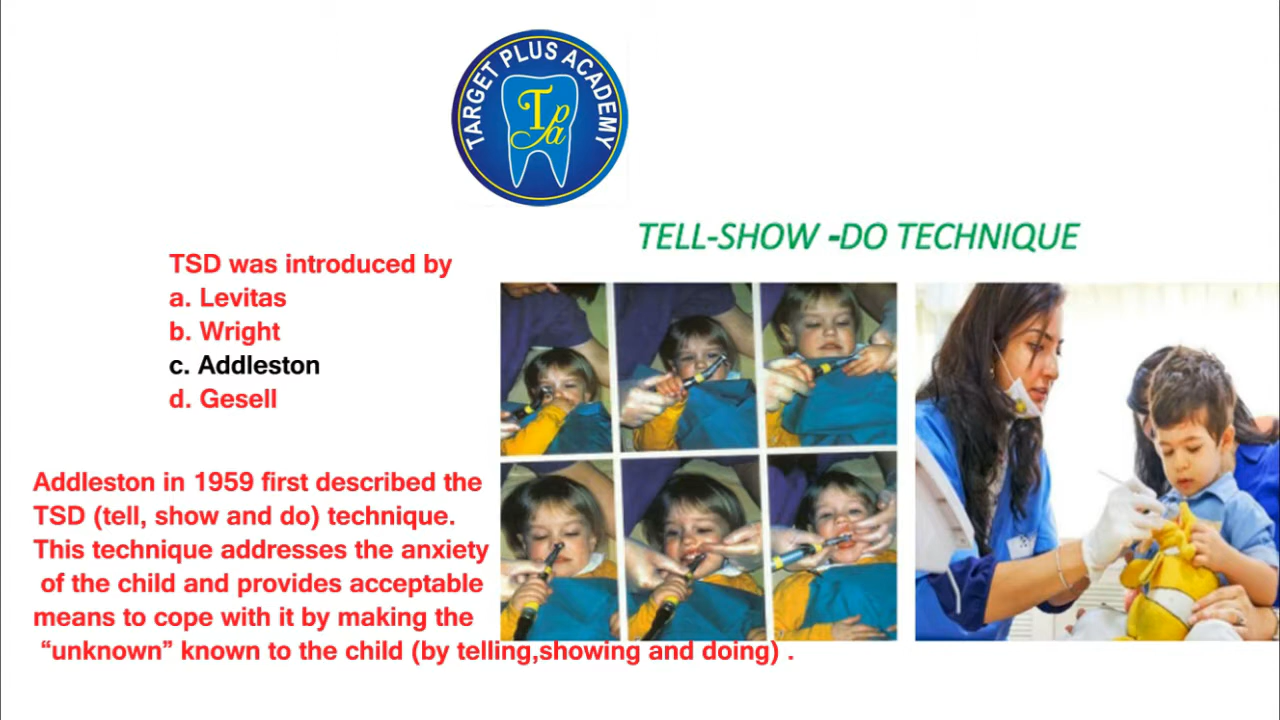 TARGET PLUS ACADEMY
Tpa
TELL-SHOW -DO TECHNIQUE
TSD was introduced by
a. Levitas
b. Wright
c. Addleston
d. Gesell
Addleston in 1959 first described the
TSD (tell, show and do) technique.
This technique addresses the anxiety
of the child and provides acceptable
means to cope with it by making the
“unknown” known to the child (by telling,showing and doing) .